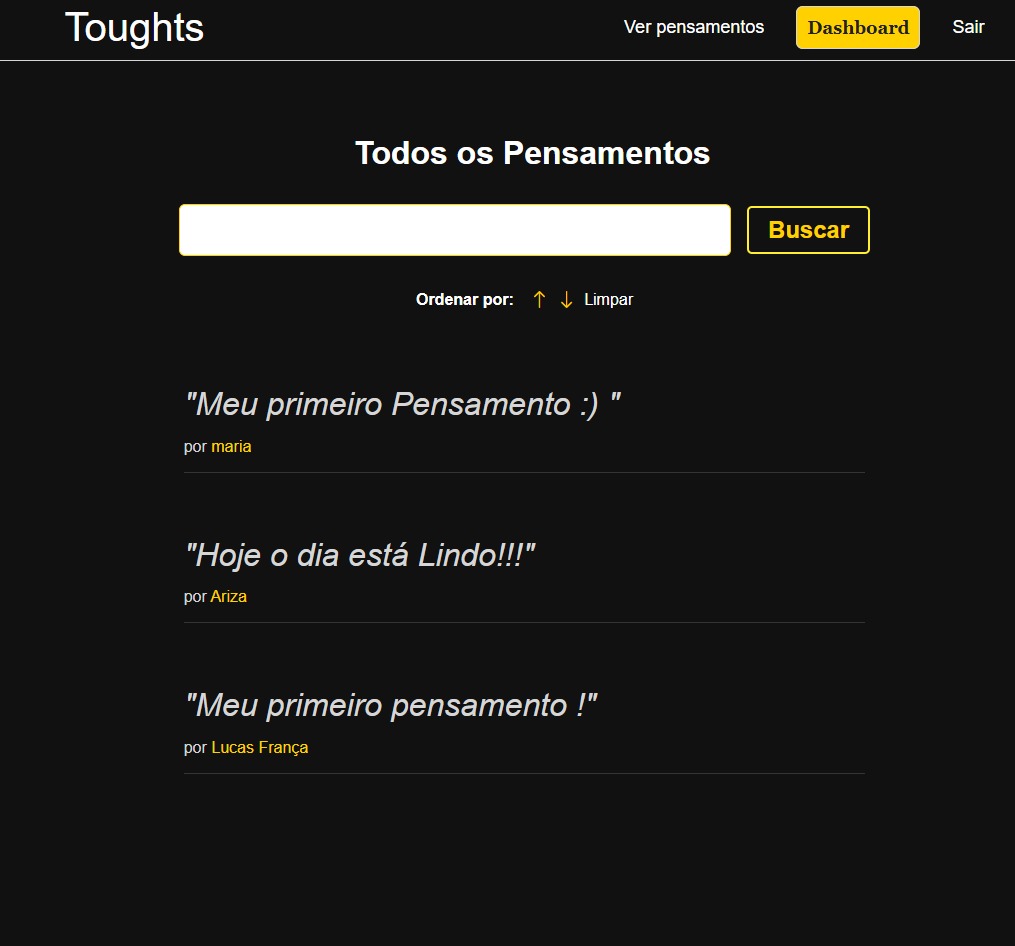 Toughts
Ver pensamentos Dashboard Sair
Todos os Pensamentos
Buscar
Ordenar por: ↑ ↓ Limpar
"Meu primeiro Pensamento :) "
por maria
"Hoje o dia está Lindo!!!"
por Ariza
"Meu primeiro pensamento !"
por Lucas França